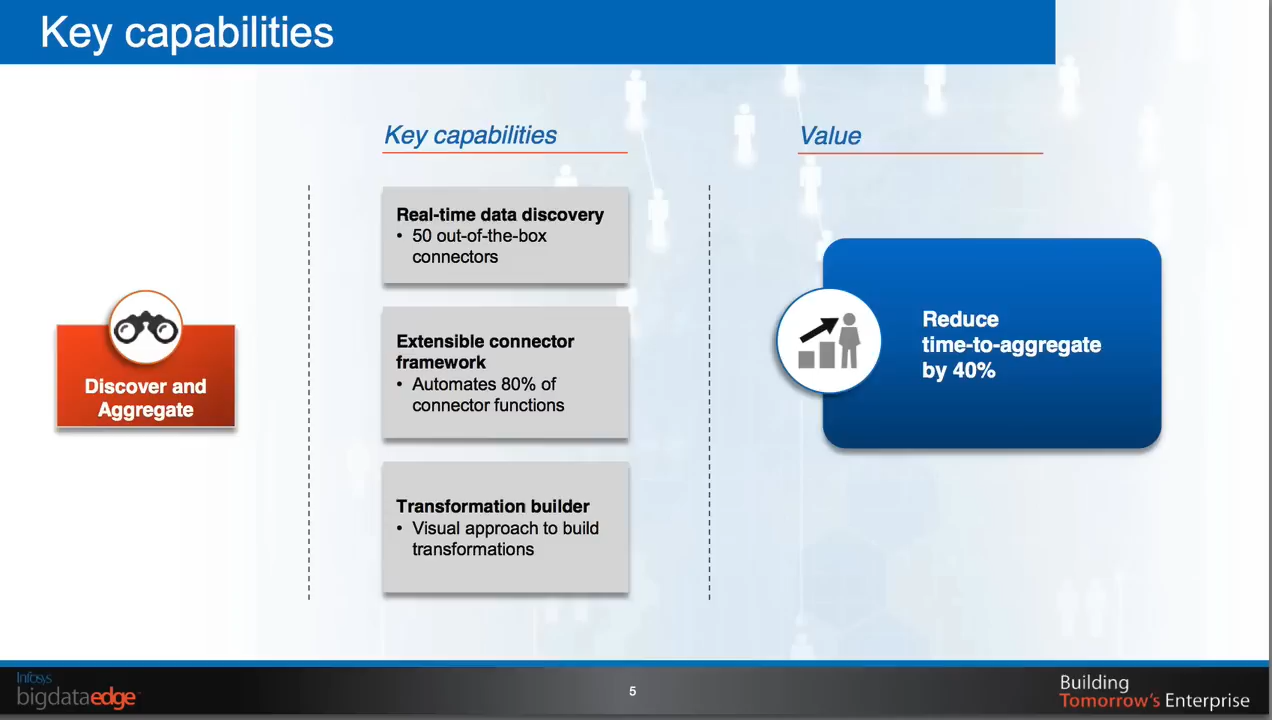 Key capabilities
Key capabilities
Value
Real-time data discovery
• 50 out-of-the-box
connectors
Extensible connector
framework
• Automates 80% of
connector functions
Transformation builder
• Visual approach to build
transformations
Discover and
Aggregate
Reduce
time-to-aggregate
by 40%
Infosys
bigdataedge
5
Building
Tomorrow's Enterprise